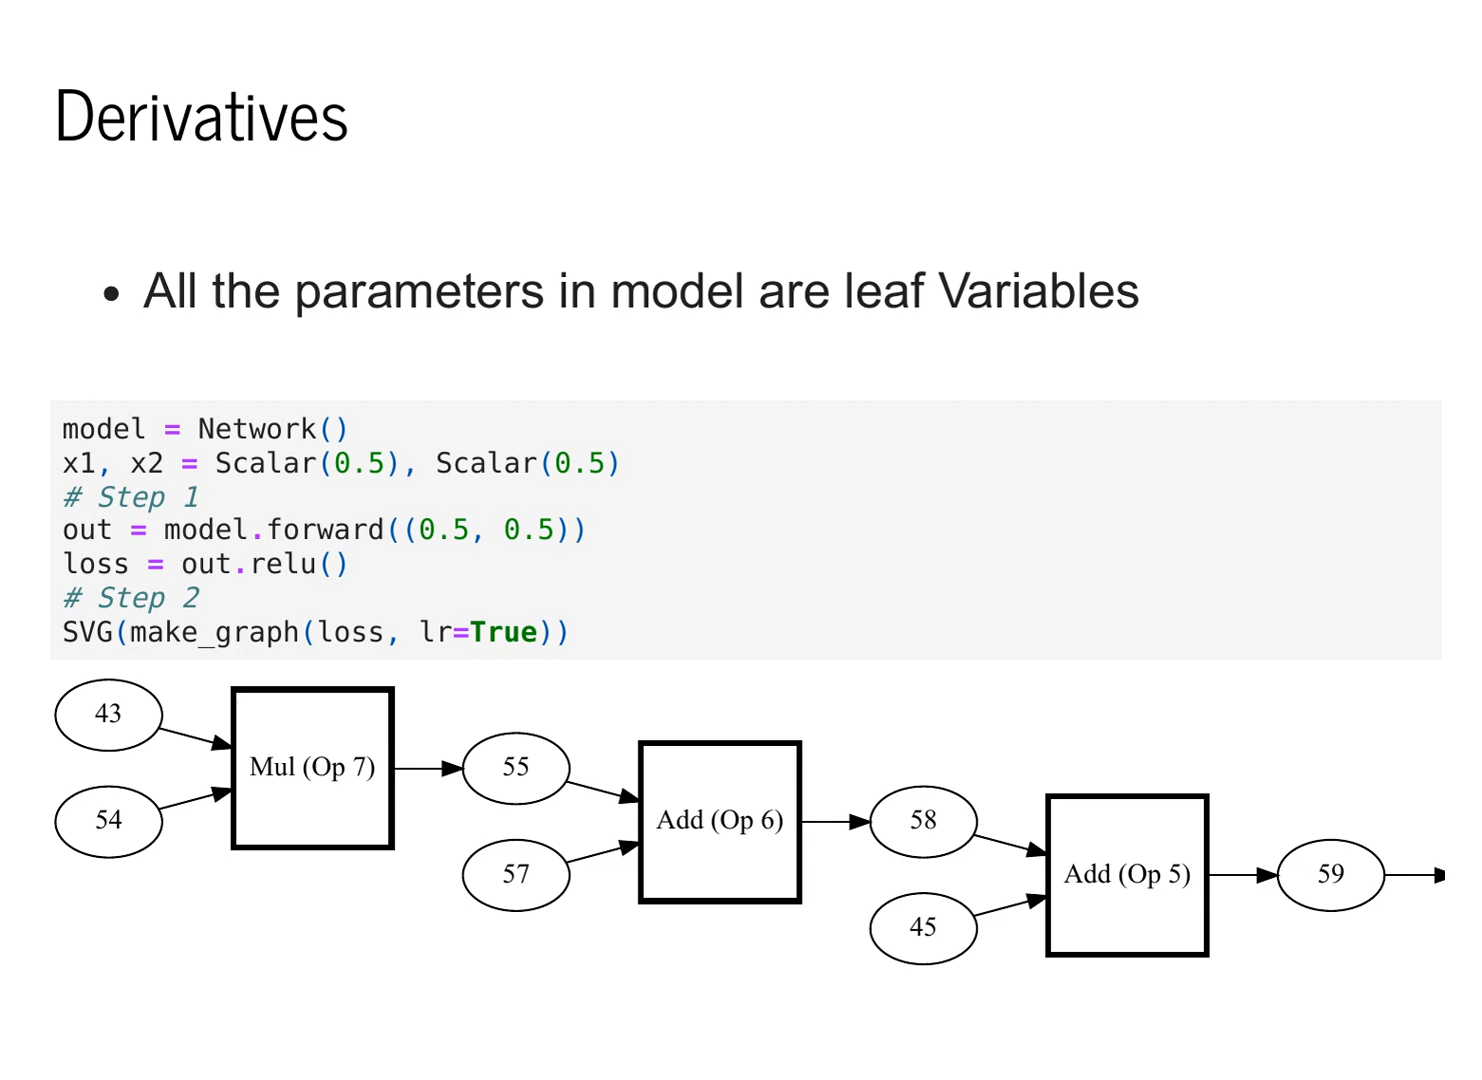 Derivatives
• All the parameters in model are leaf Variables
model = Network()
x1, x2 = Scalar(0.5), Scalar(0.5)
# Step 1
out = model.forward((0.5, 0.5))
loss = out.relu()
# Step 2
SVG(make_graph(loss, lr=True))
43
54
Mul (Op 7)
55
57
Add (Op 6)
58
45
Add (Op 5)
59